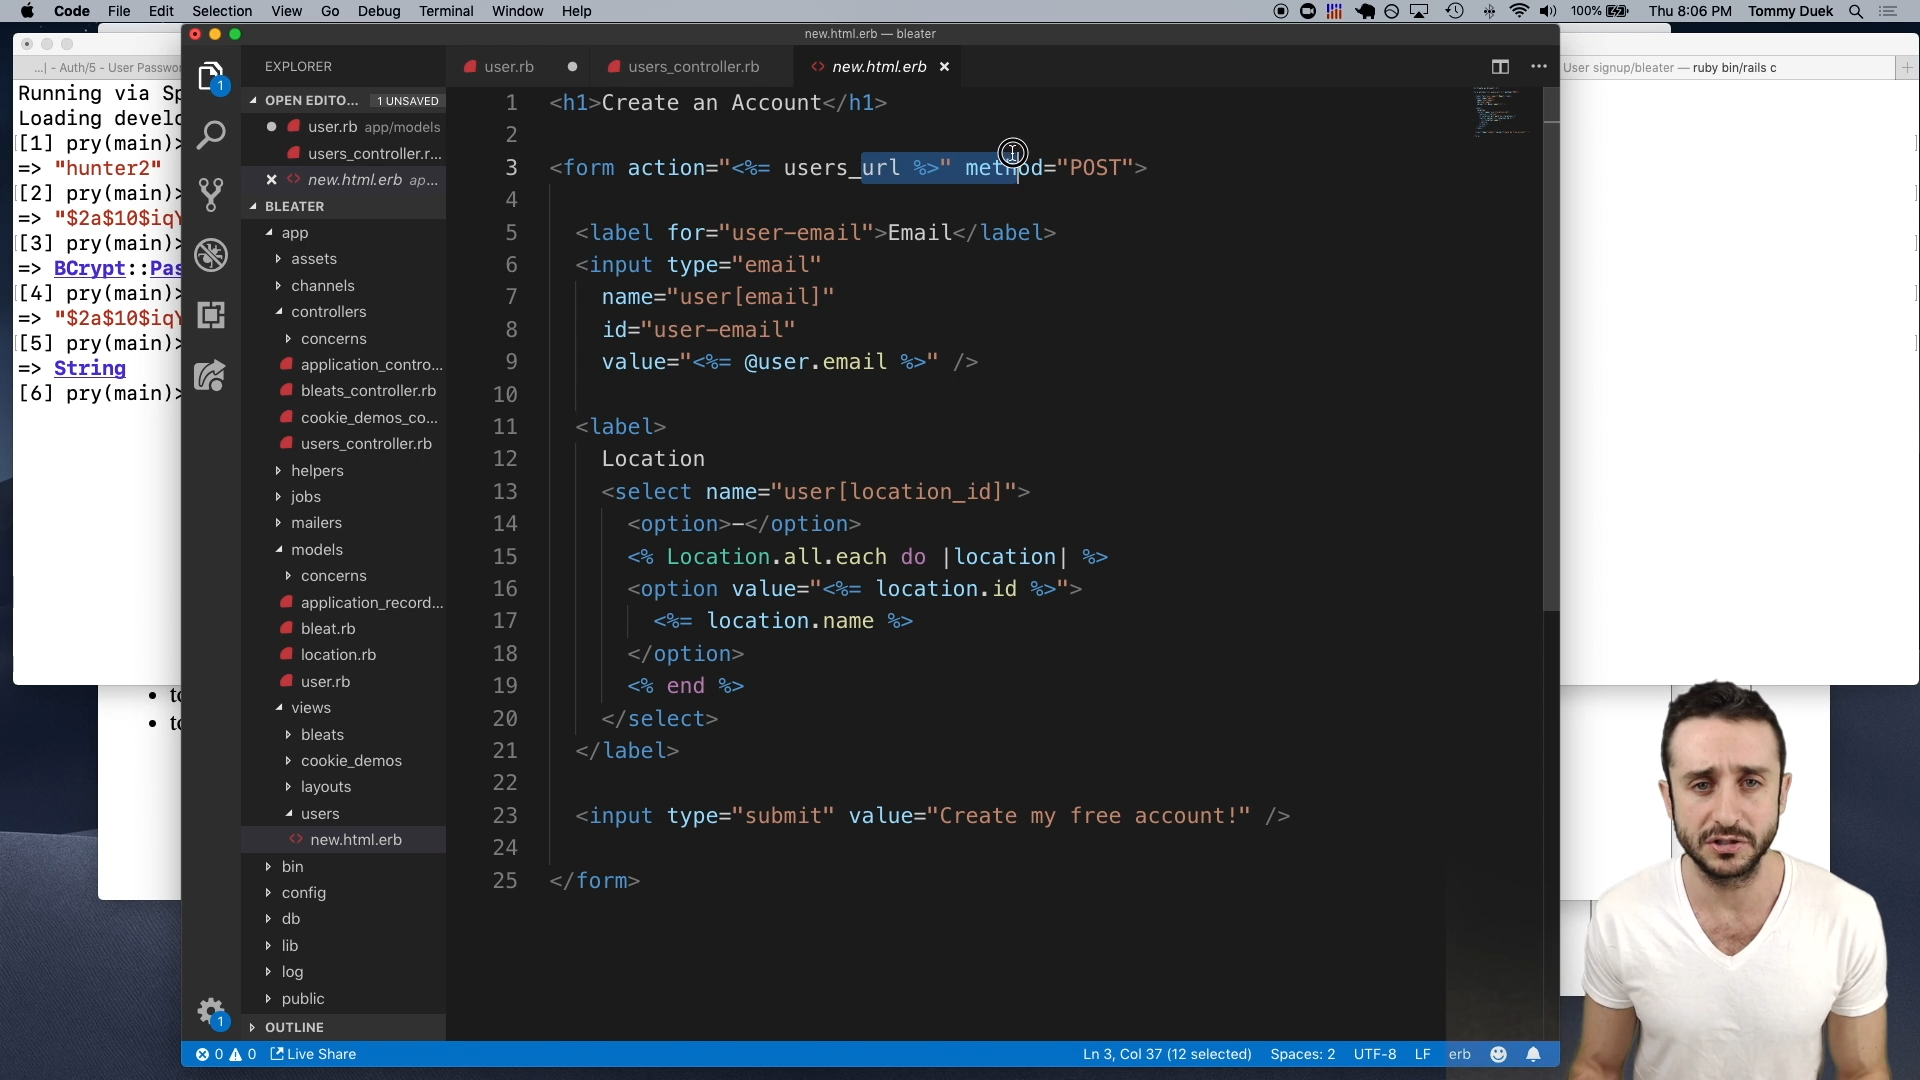 Code File Edit Selection View Go Debug Terminal Window Help
100% Thu 8:06 PM Tommy Duek
new.html.erb — bleater
...| - Auth/5 - User Passwor
Running via Sp
Loading develo
[1] pry(main)>
=> "hunter2"
[2] pry(main)>
=> "$2a$10$iqY
[3] pry(main)>
=> BCrypt::Pas
[4] pry(main)>
=> "$2a$10$iqY
[5] pry(main)>
=> String
[6] pry(main)>
EXPLORER
OPEN EDITO... 1 UNSAVED
user.rb app/models
users_controller.r...
new.html.erb ap...
BLEATER
app
assets
channels
controllers
concerns
application_contro...
bleats_controller.rb
cookie_demos_co...
users_controller.rb
helpers
jobs
mailers
models
concerns
application_record...
bleat.rb
location.rb
user.rb
views
bleats
cookie_demos
layouts
users
new.html.erb
bin
config
db
lib
log
public
OUTLINE
1
1
user.rb
users_controller.rb
new.html.erb
1 <h1>Create an Account</h1>
2
3 <form action="<%= users_url %>" method="POST">
4
5 <label for="user-email">Email</label>
6 <input type="email"
7 name="user[email]"
8 id="user-email"
9 value="<%= @user.email %>" />
10
11 <label>
12 Location
13 <select name="user[location_id]">
14 <option>-</option>
15 <% Location.all.each do |location| %>
16 <option value="<%= location.id %>">
17 <%= location.name %>
18 </option>
19 <% end %>
20 </select>
21 </label>
22
23 <input type="submit" value="Create my free account!" />
24
25 </form>
User signup/bleater — ruby bin/rails c
0 0 Live Share
Ln 3, Col 37 (12 selected) Spaces: 2 UTF-8 LF erb